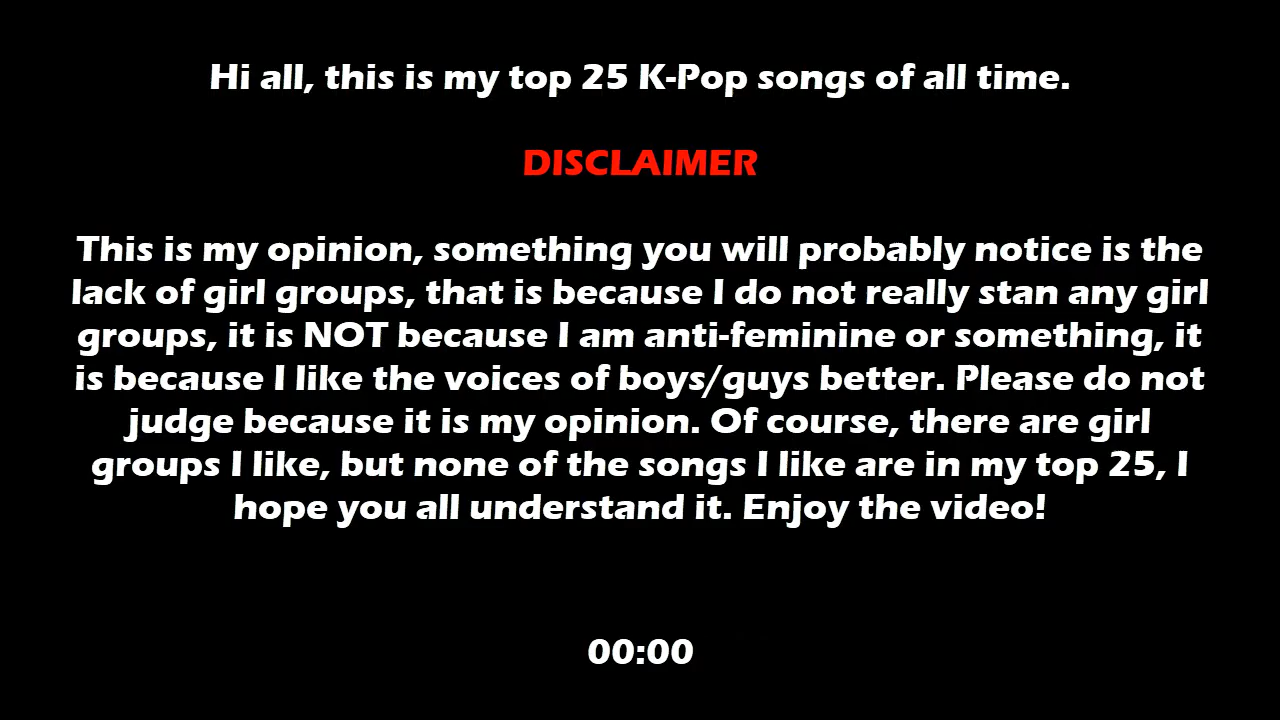 Hi all, this is my top 25 K-Pop songs of all time.
DISCLAIMER
This is my opinion, something you will probably notice is the
lack of girl groups, that is because I do not really stan any girl
groups, it is NOT because I am anti-feminine or something, it
is because I like the voices of boys/guys better. Please do not
judge because it is my opinion. Of course, there are girl
groups I like, but none of the songs I like are in my top 25, I
hope you all understand it. Enjoy the video!
00:00